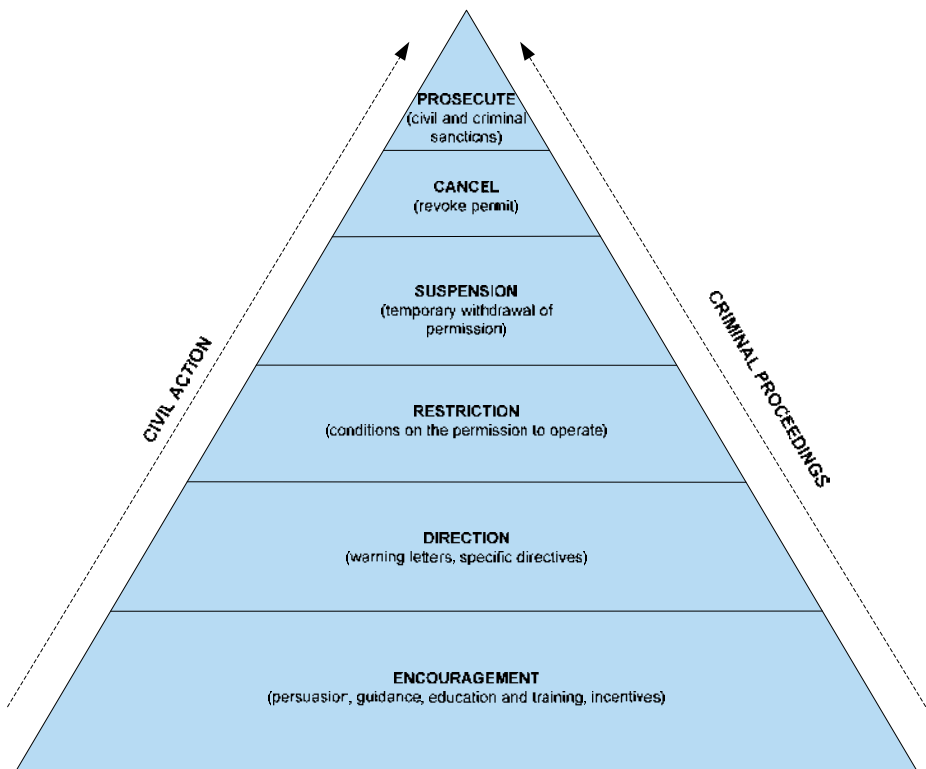 PROSECUTE
(civil and criminal
sanctions)
CANCEL
(revoke permit)
SUSPENSION
(temporary withdrawal of
permission)
RESTRICTION
(conditions on the permission to operate)
DIRECTION
(warning letters, specific directives)
ENCOURAGEMENT
(persuasion, guidance, education and training, incentives)
CIVIL ACTION
CRIMINAL PROCEEDINGS